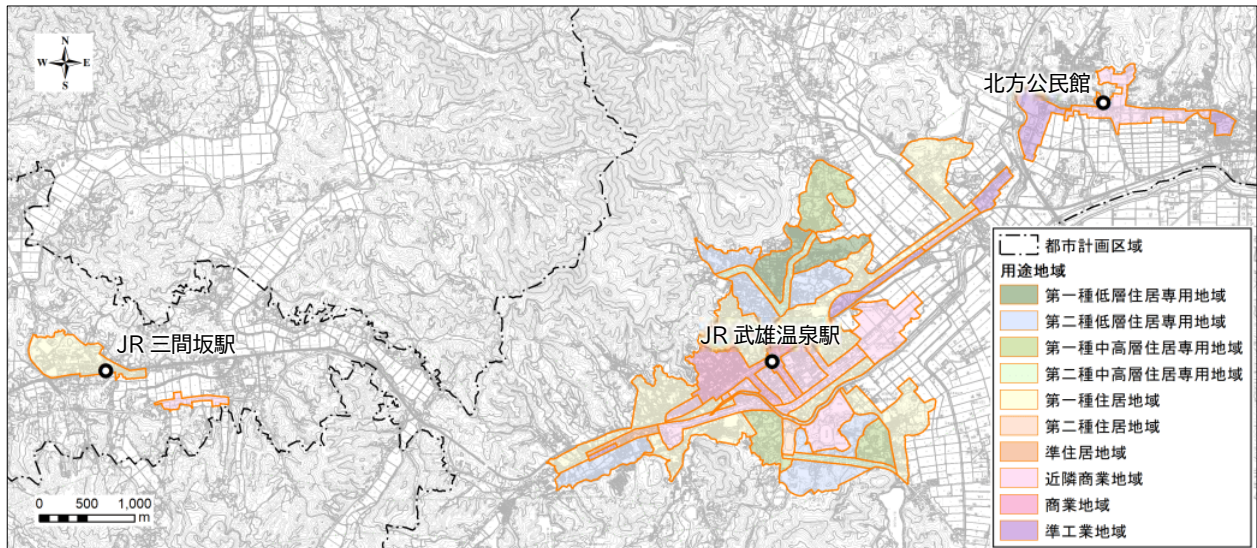 N
W E
S
北方公民館
JR 三間坂駅
JR 武雄温泉駅
都市計画区域
用途地域
第一種低層住居専用地域
第二種低層住居専用地域
第一種中高層住居専用地域
第二種中高層住居専用地域
第一種住居地域
第二種住居地域
準住居地域
近隣商業地域
商業地域
準工業地域
0 500 1,000
m